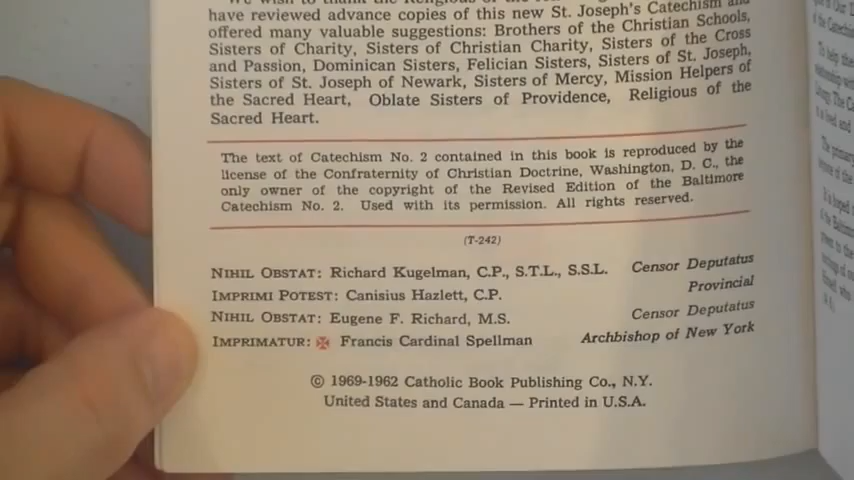 have reviewed advance copies of this new St. Joseph's Catechism and
offered many valuable suggestions: Brothers of the Christian Schools,
Sisters of Charity, Sisters of Christian Charity, Sisters of the Cross
and Passion, Dominican Sisters, Felician Sisters, Sisters of St. Joseph,
Sisters of St. Joseph of Newark, Sisters of Mercy, Mission Helpers of
the Sacred Heart, Oblate Sisters of Providence, Religious of the
Sacred Heart.
The text of Catechism No. 2 contained in this book is reproduced by the
license of the Confraternity of Christian Doctrine, Washington, D. C., the
only owner of the copyright of the Revised Edition of the Baltimore
Catechism No. 2. Used with its permission. All rights reserved.
(T-242)
NIHIL OBSTAT: Richard Kugelman, C.P., S.T.L., S.S.L. Censor Deputatus
IMPRIMI POTEST: Canisius Hazlett, C.P. Provincial
NIHIL OBSTAT: Eugene F. Richard, M.S. Censor Deputatus
IMPRIMATUR: ✠ Francis Cardinal Spellman Archbishop of New York
© 1969-1962 Catholic Book Publishing Co., N.Y.
United States and Canada — Printed in U.S.A.